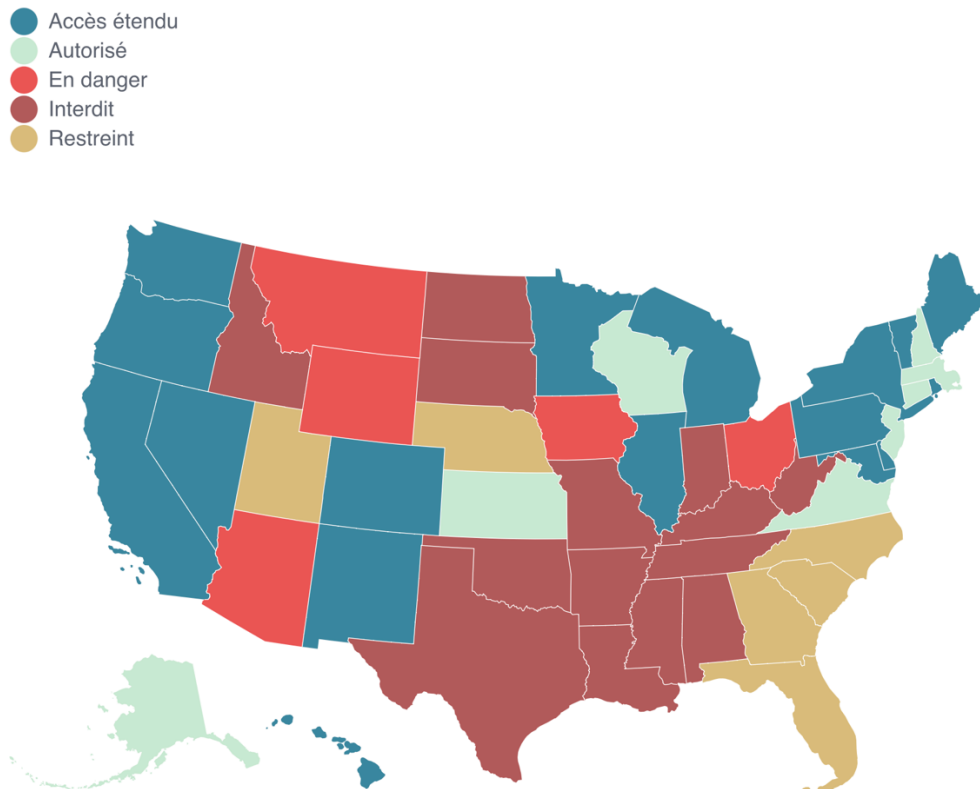 Accès étendu
Autorisé
En danger
Interdit
Restreint